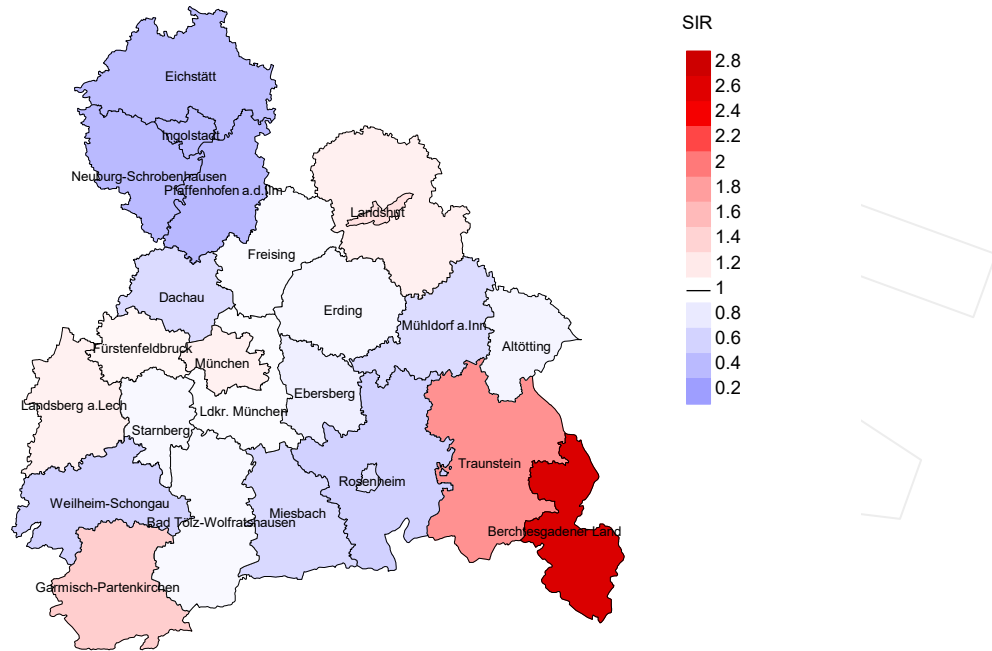 SIR
2.8
2.6
2.4
2.2
2
1.8
1.6
1.4
1.2
1
0.8
0.6
0.4
0.2
Eichstätt
Ingolstadt
Neuburg-Schrobenhausen
Pfaffenhofen a.d.Ilm
Landshut
Freising
Dachau
Erding
Mühldorf a.Inn
Altötting
Fürstenfeldbruck
München
Ebersberg
Landsberg a.Lech
Ldkr. München
Starnberg
Traunstein
Rosenheim
Weilheim-Schongau
Miesbach
Bad Tölz-Wolfratshausen
Berchtesgadener Land
Garmisch-Partenkirchen